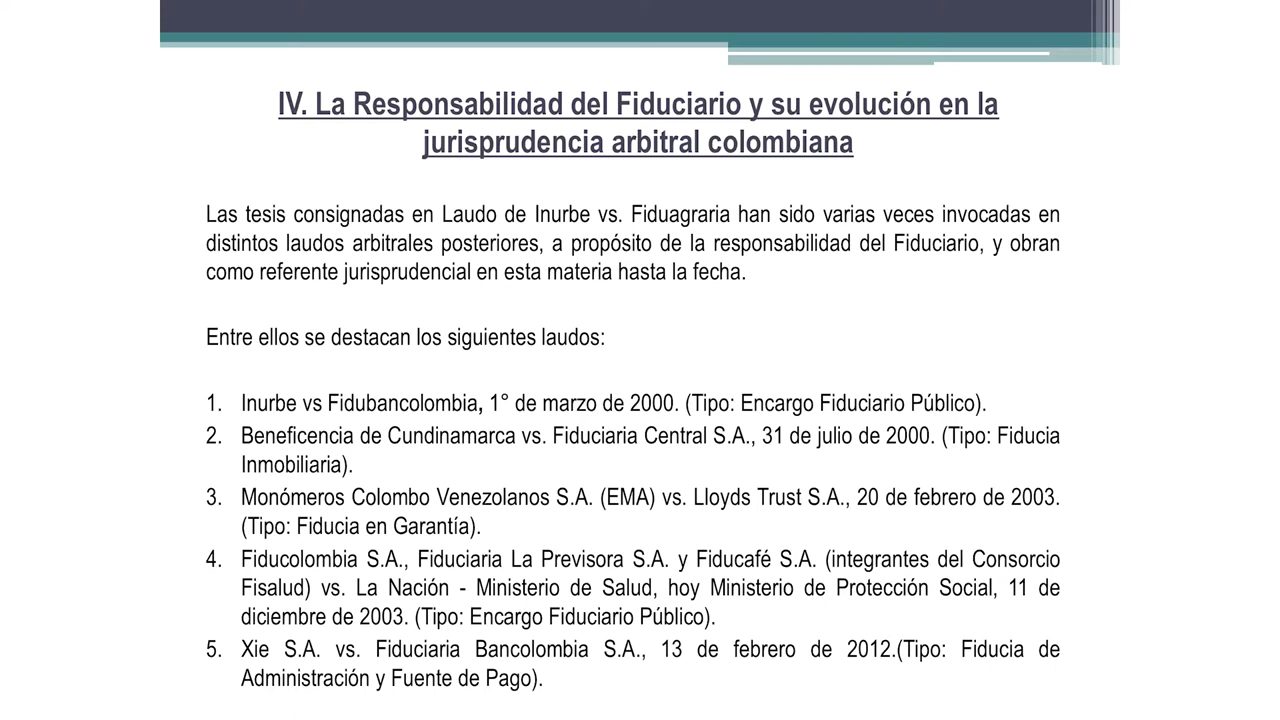 IV. La Responsabilidad del Fiduciario y su evolución en la
jurisprudencia arbitral colombiana
Las tesis consignadas en Laudo de Inurbe vs. Fiduagraria han sido varias veces invocadas en
distintos laudos arbitrales posteriores, a propósito de la responsabilidad del Fiduciario, y obran
como referente jurisprudencial en esta materia hasta la fecha.
Entre ellos se destacan los siguientes laudos:
1. Inurbe vs Fidubancolombia, 1° de marzo de 2000. (Tipo: Encargo Fiduciario Público).
2. Beneficencia de Cundinamarca vs. Fiduciaria Central S.A., 31 de julio de 2000. (Tipo: Fiducia
Inmobiliaria).
3. Monómeros Colombo Venezolanos S.A. (EMA) vs. Lloyds Trust S.A., 20 de febrero de 2003.
(Tipo: Fiducia en Garantía).
4. Fiducolombia S.A., Fiduciaria La Previsora S.A. y Fiducafé S.A. (integrantes del Consorcio
Fisalud) vs. La Nación - Ministerio de Salud, hoy Ministerio de Protección Social, 11 de
diciembre de 2003. (Tipo: Encargo Fiduciario Público).
5. Xie S.A. vs. Fiduciaria Bancolombia S.A., 13 de febrero de 2012.(Tipo: Fiducia de
Administración y Fuente de Pago).